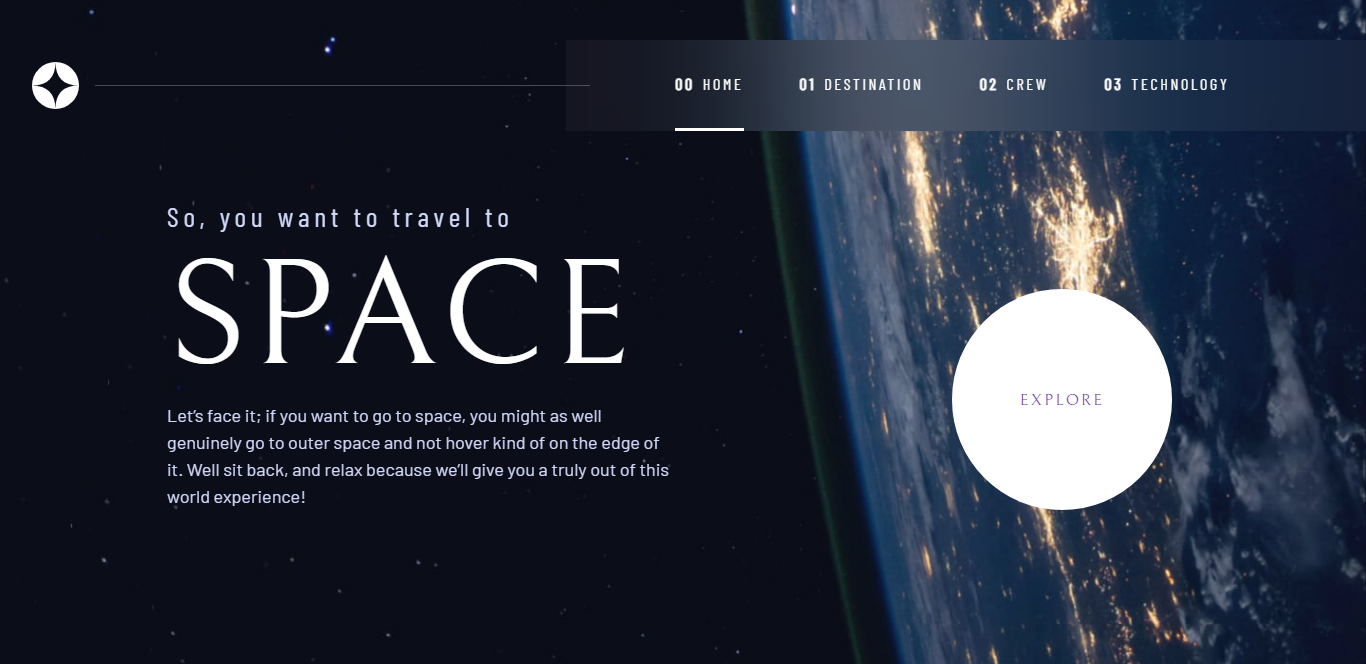 00 HOME 01 DESTINATION 02 CREW 03 TECHNOLOGY
So, you want to travel to
SPACE
Let’s face it; if you want to go to space, you might as well
genuinely go to outer space and not hover kind of on the edge of
it. Well sit back, and relax because we’ll give you a truly out of this
world experience!
EXPLORE